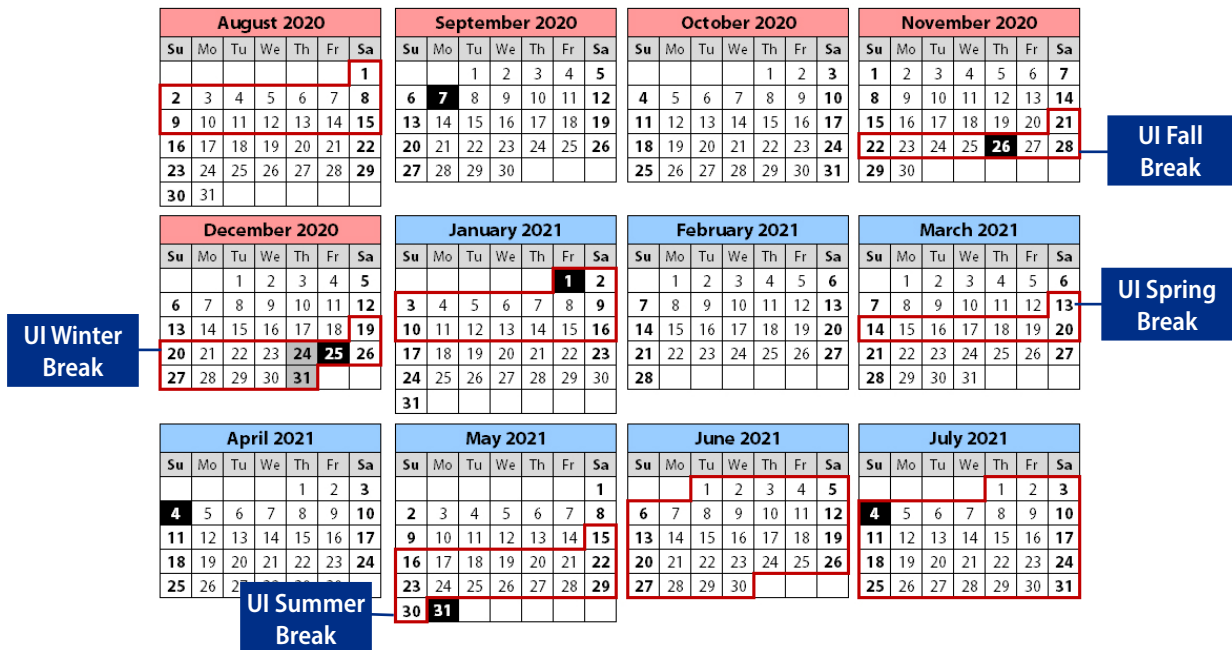 August 2020
Su Mo Tu We Th Fr Sa
1
2 3 4 5 6 7 8
9 10 11 12 13 14 15
16 17 18 19 20 21 22
23 24 25 26 27 28 29
30 31
September 2020
Su Mo Tu We Th Fr Sa
1 2 3 4 5
6 7 8 9 10 11 12
13 14 15 16 17 18 19
20 21 22 23 24 25 26
27 28 29 30
October 2020
Su Mo Tu We Th Fr Sa
1 2 3
4 5 6 7 8 9 10
11 12 13 14 15 16 17
18 19 20 21 22 23 24
25 26 27 28 29 30 31
November 2020
Su Mo Tu We Th Fr Sa
1 2 3 4 5 6 7
8 9 10 11 12 13 14
15 16 17 18 19 20 21
22 23 24 25 26 27 28
29 30
UI Fall
Break
UI Winter
Break
December 2020
Su Mo Tu We Th Fr Sa
1 2 3 4 5
6 7 8 9 10 11 12
13 14 15 16 17 18 19
20 21 22 23 24 25 26
27 28 29 30 31
January 2021
Su Mo Tu We Th Fr Sa
1 2
3 4 5 6 7 8 9
10 11 12 13 14 15 16
17 18 19 20 21 22 23
24 25 26 27 28 29 30
31
February 2021
Su Mo Tu We Th Fr Sa
1 2 3 4 5 6
7 8 9 10 11 12 13
14 15 16 17 18 19 20
21 22 23 24 25 26 27
28
March 2021
Su Mo Tu We Th Fr Sa
1 2 3 4 5 6
7 8 9 10 11 12 13
14 15 16 17 18 19 20
21 22 23 24 25 26 27
28 29 30 31
UI Spring
Break
April 2021
Su Mo Tu We Th Fr Sa
1 2 3
4 5 6 7 8 9 10
11 12 13 14 15 16 17
18 19 20 21 22 23 24
25 26
UI Summer
Break
May 2021
Su Mo Tu We Th Fr Sa
1
2 3 4 5 6 7 8
9 10 11 12 13 14 15
16 17 18 19 20 21 22
23 24 25 26 27 28 29
30 31
June 2021
Su Mo Tu We Th Fr Sa
1 2 3 4 5
6 7 8 9 10 11 12
13 14 15 16 17 18 19
20 21 22 23 24 25 26
27 28 29 30
July 2021
Su Mo Tu We Th Fr Sa
1 2 3
4 5 6 7 8 9 10
11 12 13 14 15 16 17
18 19 20 21 22 23 24
25 26 27 28 29 30 31